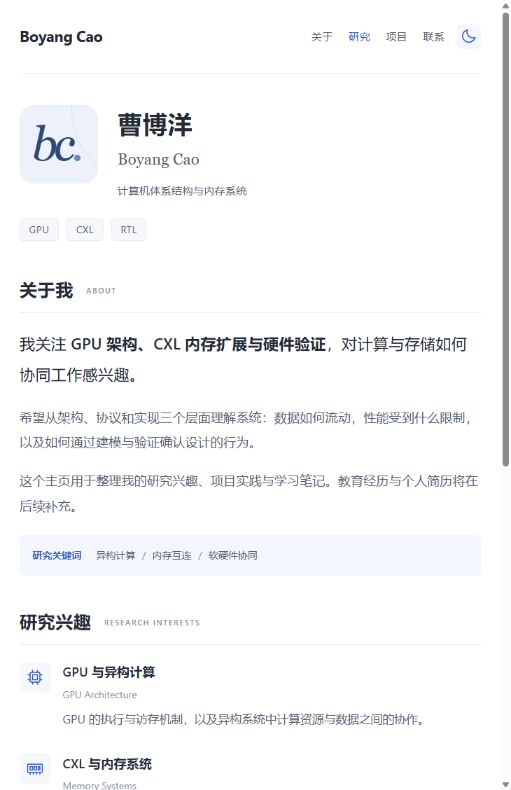 Boyang Cao
关于 研究 项目 联系
bc.
曹博洋
Boyang Cao
计算机体系结构与内存系统
GPU CXL RTL
关于我 ABOUT
我关注 GPU 架构、CXL 内存扩展与硬件验证，对计算与存储如何
协同工作感兴趣。
希望从架构、协议和实现三个层面理解系统：数据如何流动，性能受到什么限制，
以及如何通过建模与验证确认设计的行为。
这个主页用于整理我的研究兴趣、项目实践与学习笔记。教育经历与个人简历将在
后续补充。
研究关键词 异构计算 / 内存互连 / 软硬件协同
研究兴趣 RESEARCH INTERESTS
GPU 与异构计算
GPU Architecture
GPU 的执行与访存机制，以及异构系统中计算资源与数据之间的协作。
CXL 与内存系统
Memory Systems